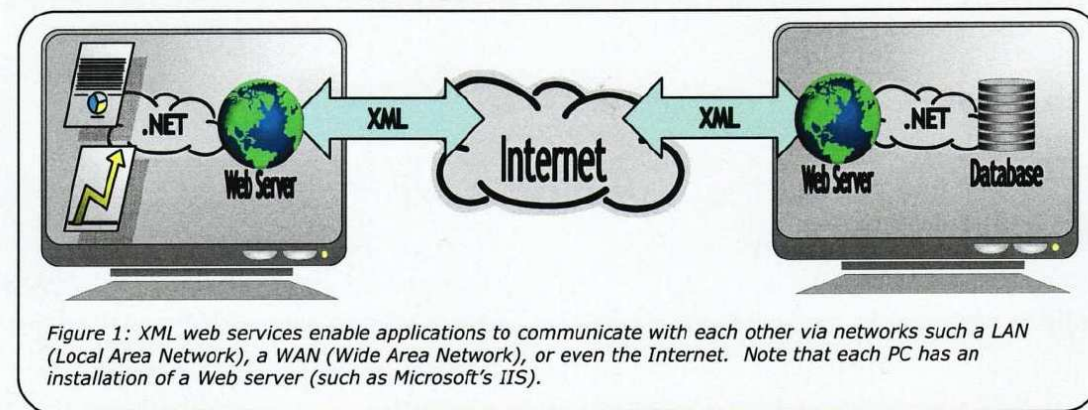 .NET
Web Server
XML
Internet
XML
Web Server
.NET
Database
Figure 1: XML web services enable applications to communicate with each other via networks such a LAN
(Local Area Network), a WAN (Wide Area Network), or even the Internet. Note that each PC has an
installation of a Web server (such as Microsoft's IIS).